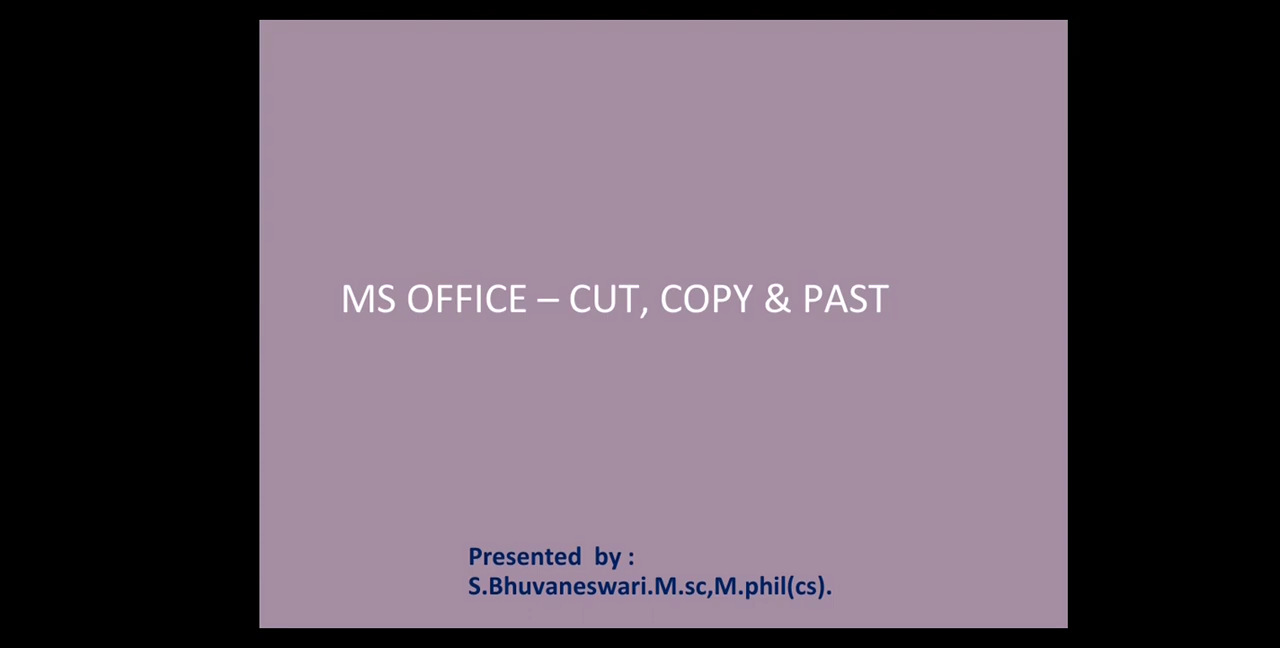 MS OFFICE – CUT, COPY & PAST
Presented by :
S.Bhuvaneswari.M.sc,M.phil(cs).